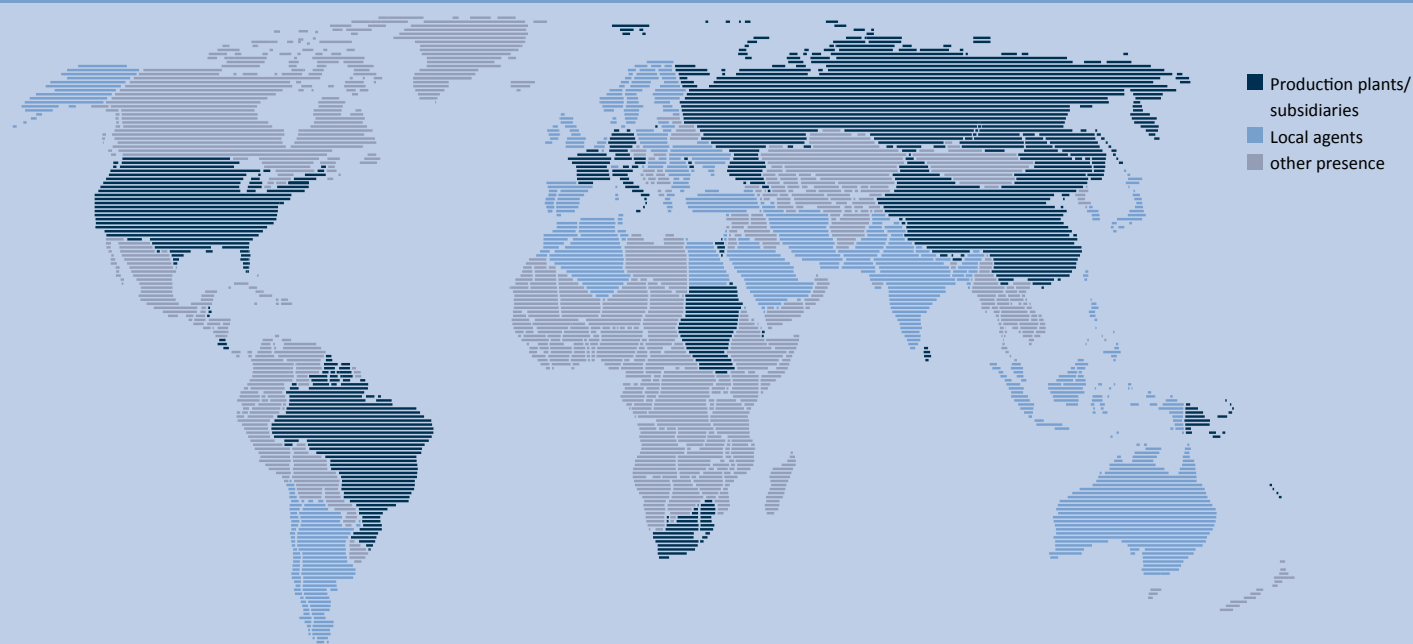 Production plants/
subsidiaries
Local agents
other presence